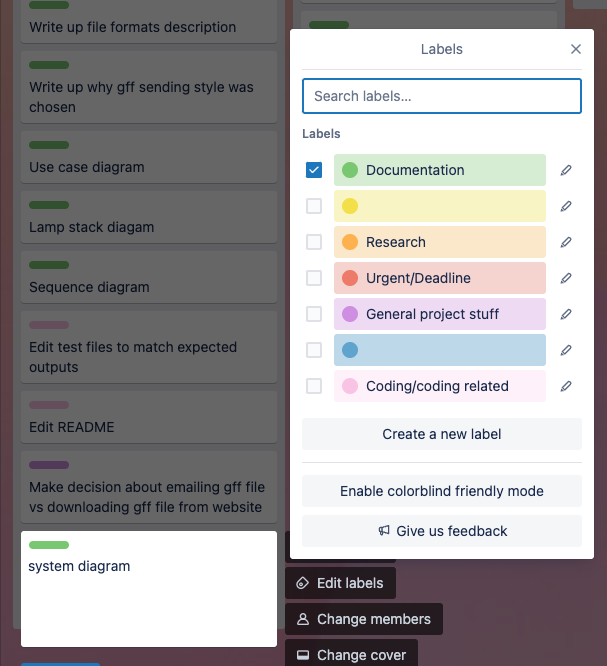 Write up file formats description
Write up why gff sending style was
chosen
Use case diagram
Lamp stack diagam
Sequence diagram
Edit test files to match expected
outputs
Edit README
Make decision about emailing gff file
vs downloading gff file from website
system diagram
Labels
Search labels...
Labels
Documentation
Research
Urgent/Deadline
General project stuff
Coding/coding related
Create a new label
Enable colorblind friendly mode
Give us feedback
Edit labels
Change members
Change cover